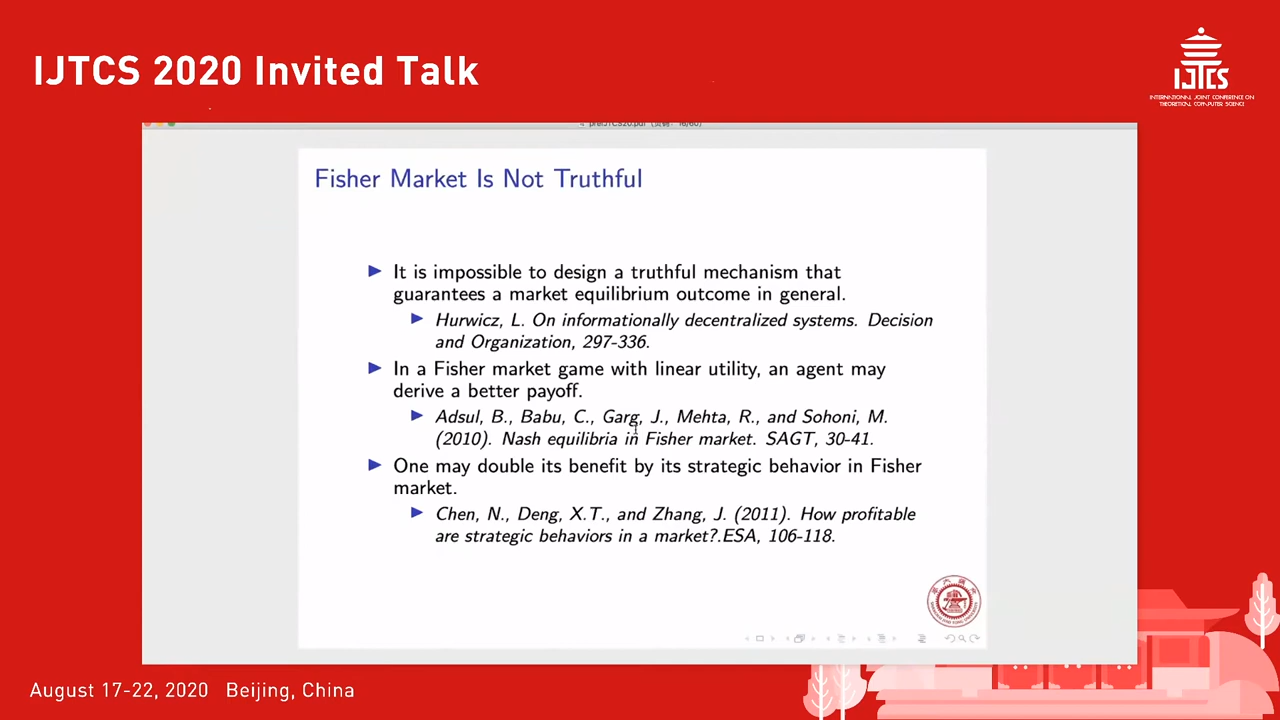 IJTCS 2020 Invited Talk
IJTCS
INTERNATIONAL JOINT CONFERENCE ON
THEORETICAL COMPUTER SCIENCE
Fisher Market Is Not Truthful
It is impossible to design a truthful mechanism that
guarantees a market equilibrium outcome in general.
Hurwicz, L. On informationally decentralized systems. Decision
and Organization, 297-336.
In a Fisher market game with linear utility, an agent may
derive a better payoff.
Adsul, B., Babu, C., Garg, J., Mehta, R., and Sohoni, M.
(2010). Nash equilibria in Fisher market. SAGT, 30-41.
One may double its benefit by its strategic behavior in Fisher
market.
Chen, N., Deng, X.T., and Zhang, J. (2011). How profitable
are strategic behaviors in a market?.ESA, 106-118.
August 17-22, 2020 Beijing, China